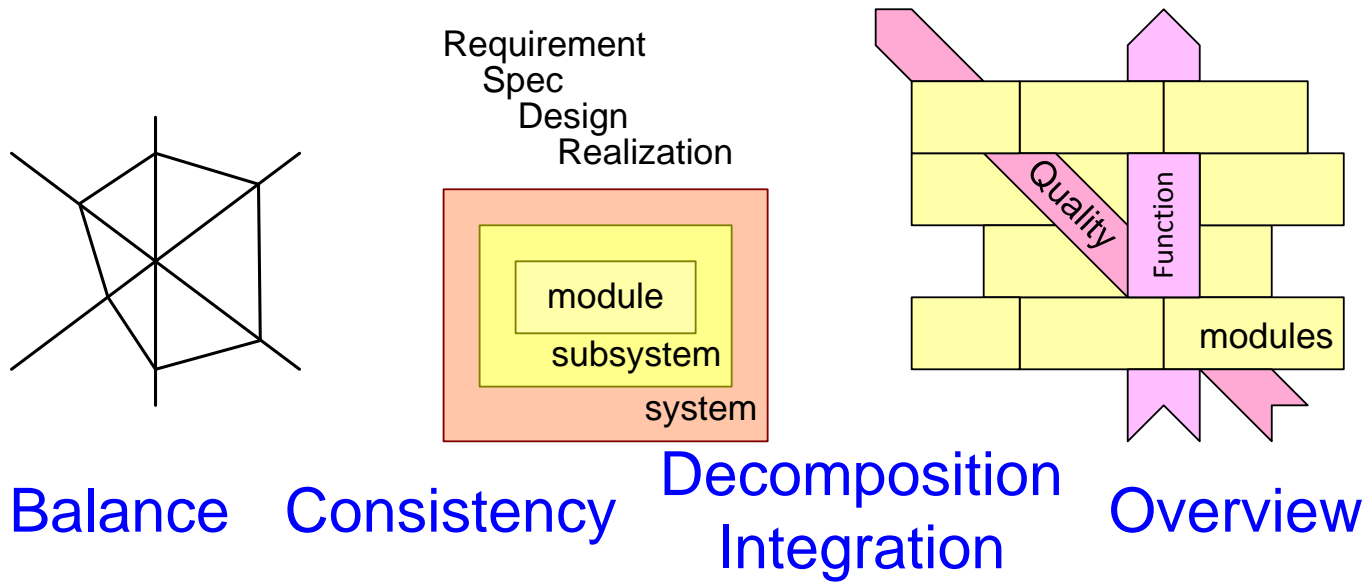 Requirement
Spec
Design
Realization
module
subsystem
system
Quality
Function
modules
Balance
Consistency
Decomposition
Integration
Overview